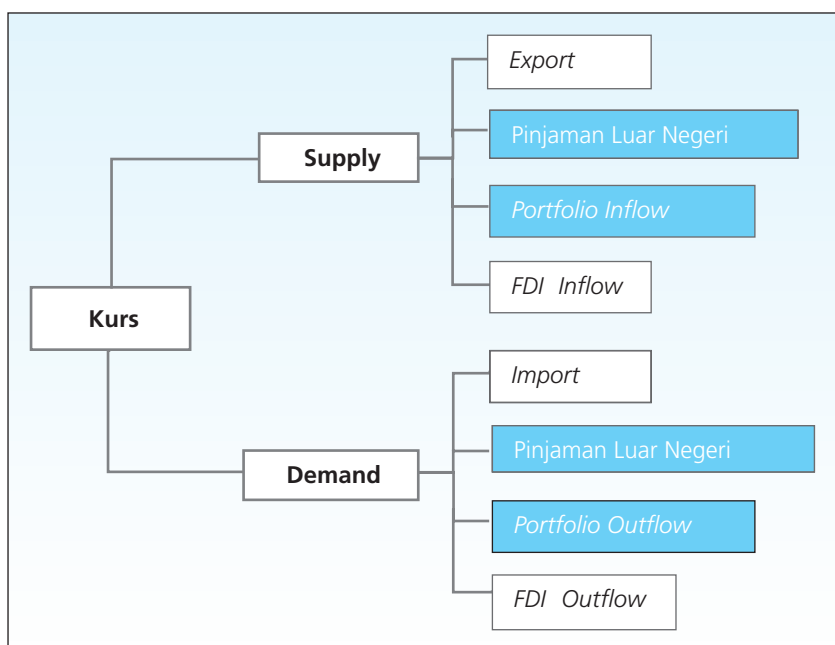 Kurs
Supply
Export
Pinjaman Luar Negeri
Portfolio Inflow
FDI Inflow
Demand
Import
Pinjaman Luar Negeri
Portfolio Outflow
FDI Outflow